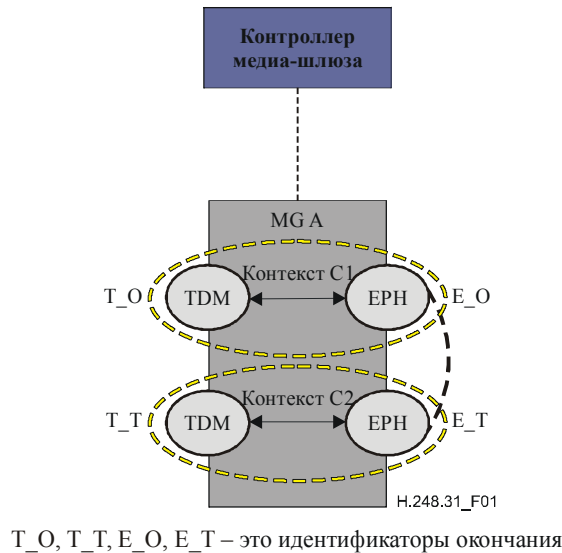 Контроллер
медиа-шлюза
MG A
Контекст C1
T_O
TDM
EPH
E_O
Контекст C2
T_T
TDM
EPH
E_T
H.248.31_F01
T_O, T_T, E_O, E_T – это идентификаторы окончания